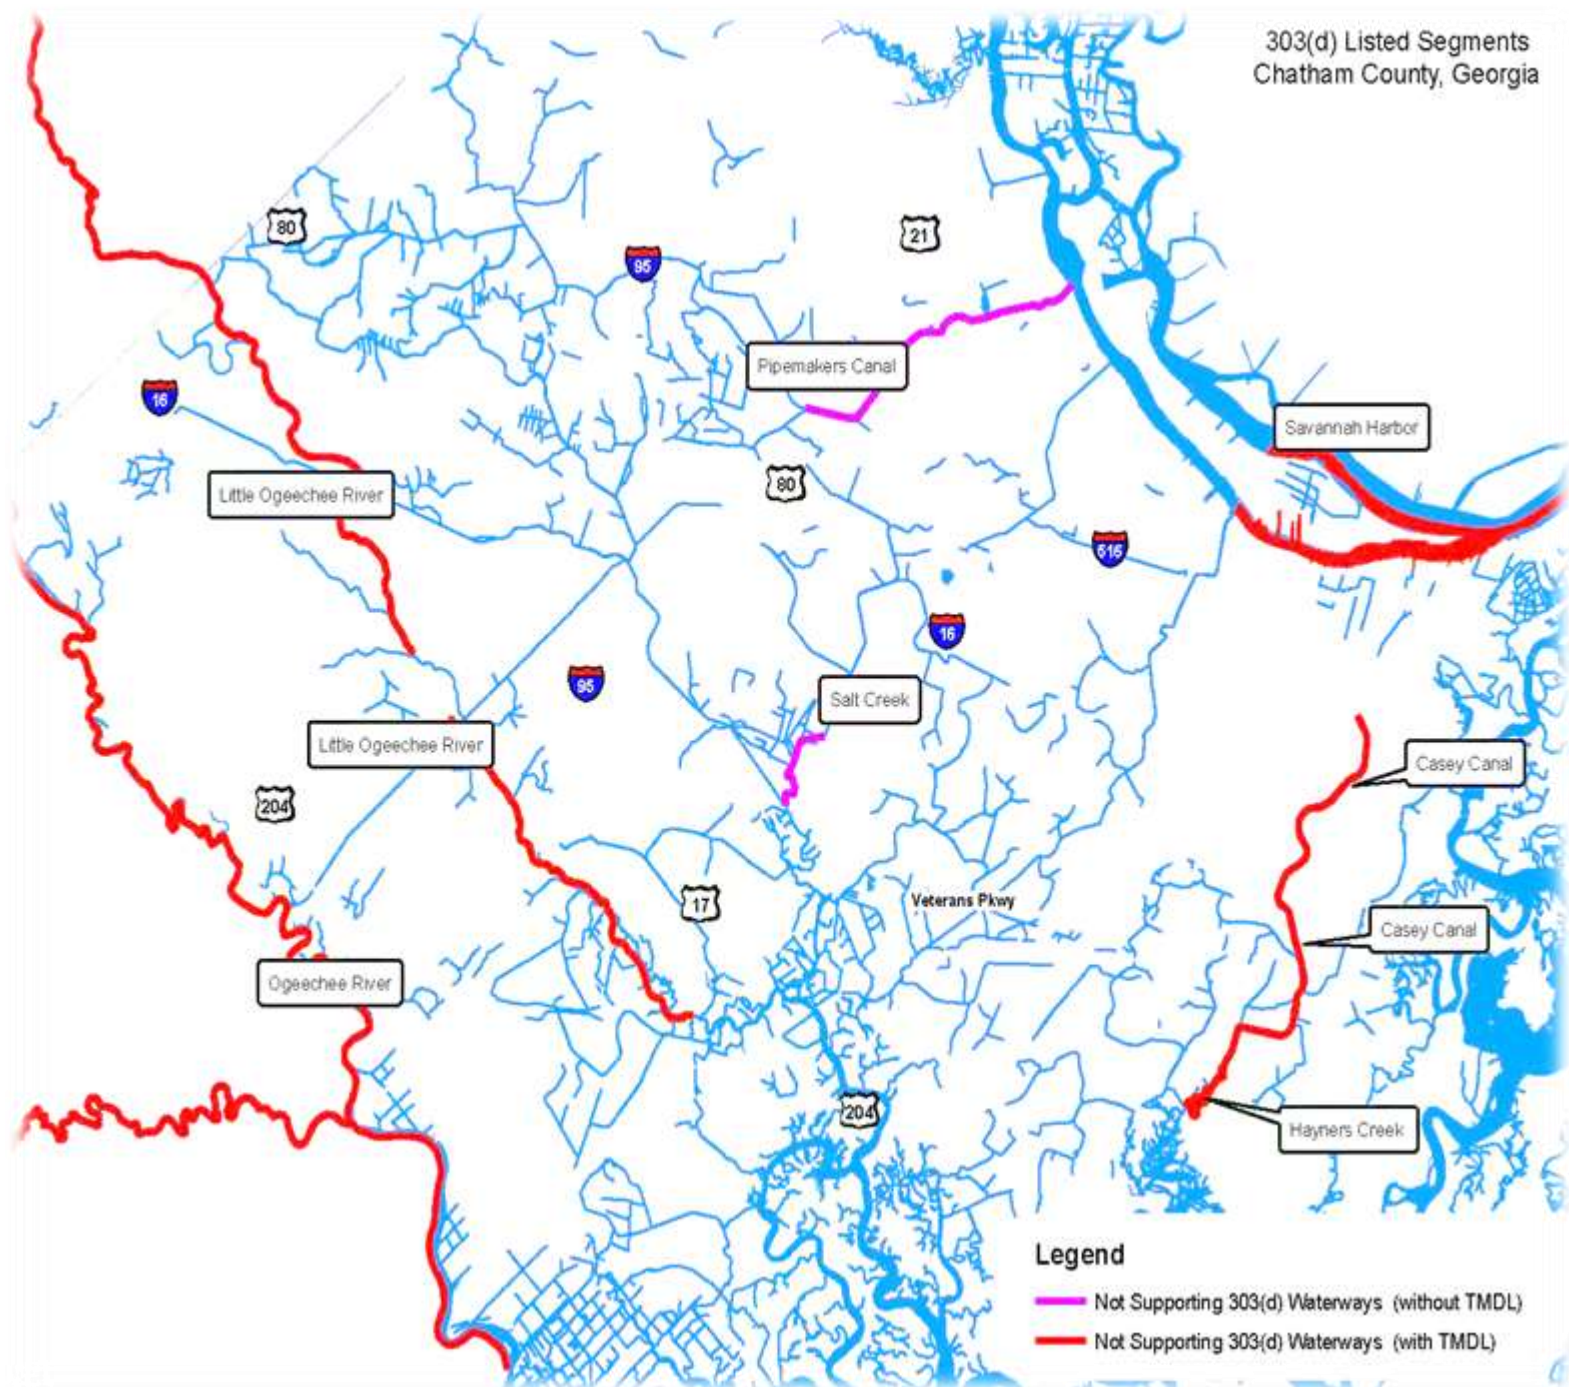 303(d) Listed Segments
Chatham County, Georgia
80
21
95
Pipemakers Canal
16
Savannah Harbor
Little Ogeechee River
80
516
16
95
Salt Creek
Little Ogeechee River
Casey Canal
204
17
Veterans Pkwy
Casey Canal
Ogeechee River
204
Hayners Creek
Legend
Not Supporting 303(d) Waterways (without TMDL)
Not Supporting 303(d) Waterways (with TMDL)